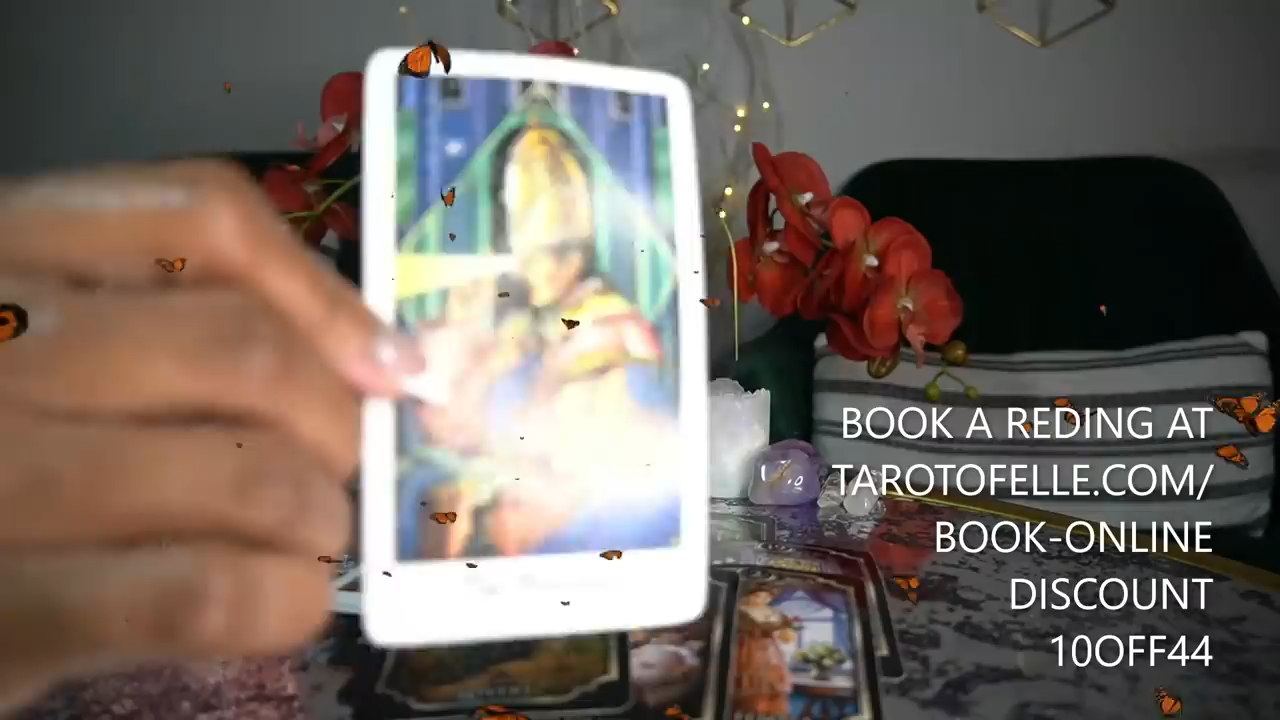 BOOK A REDING AT
TAROTOFELLE.COM/
BOOK-ONLINE
DISCOUNT
10OFF44